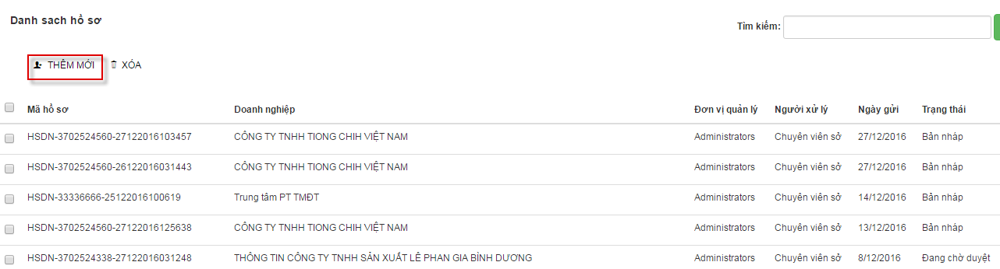 Danh sach hồ sơ
Tìm kiếm:
THÊM MỚI XÓA
Mã hồ sơ Doanh nghiệp Đơn vị quản lý Người xử lý Ngày gửi Trạng thái
HSDN-3702524560-27122016103457 CÔNG TY TNHH TIONG CHIH VIỆT NAM Administrators Chuyên viên sở 27/12/2016 Bản nháp
HSDN-3702524560-26122016031443 CÔNG TY TNHH TIONG CHIH VIỆT NAM Administrators Chuyên viên sở 27/12/2016 Bản nháp
HSDN-33336666-25122016100619 Trung tâm PT TMĐT Administrators Chuyên viên sở 14/12/2016 Bản nháp
HSDN-3702524560-27122016125638 CÔNG TY TNHH TIONG CHIH VIỆT NAM Administrators Chuyên viên sở 13/12/2016 Bản nháp
HSDN-3702524338-27122016031248 THÔNG TIN CÔNG TY TNHH SẢN XUẤT LÊ PHAN GIA BÌNH DƯƠNG Administrators Chuyên viên sở 8/12/2016 Đang chờ duyệt